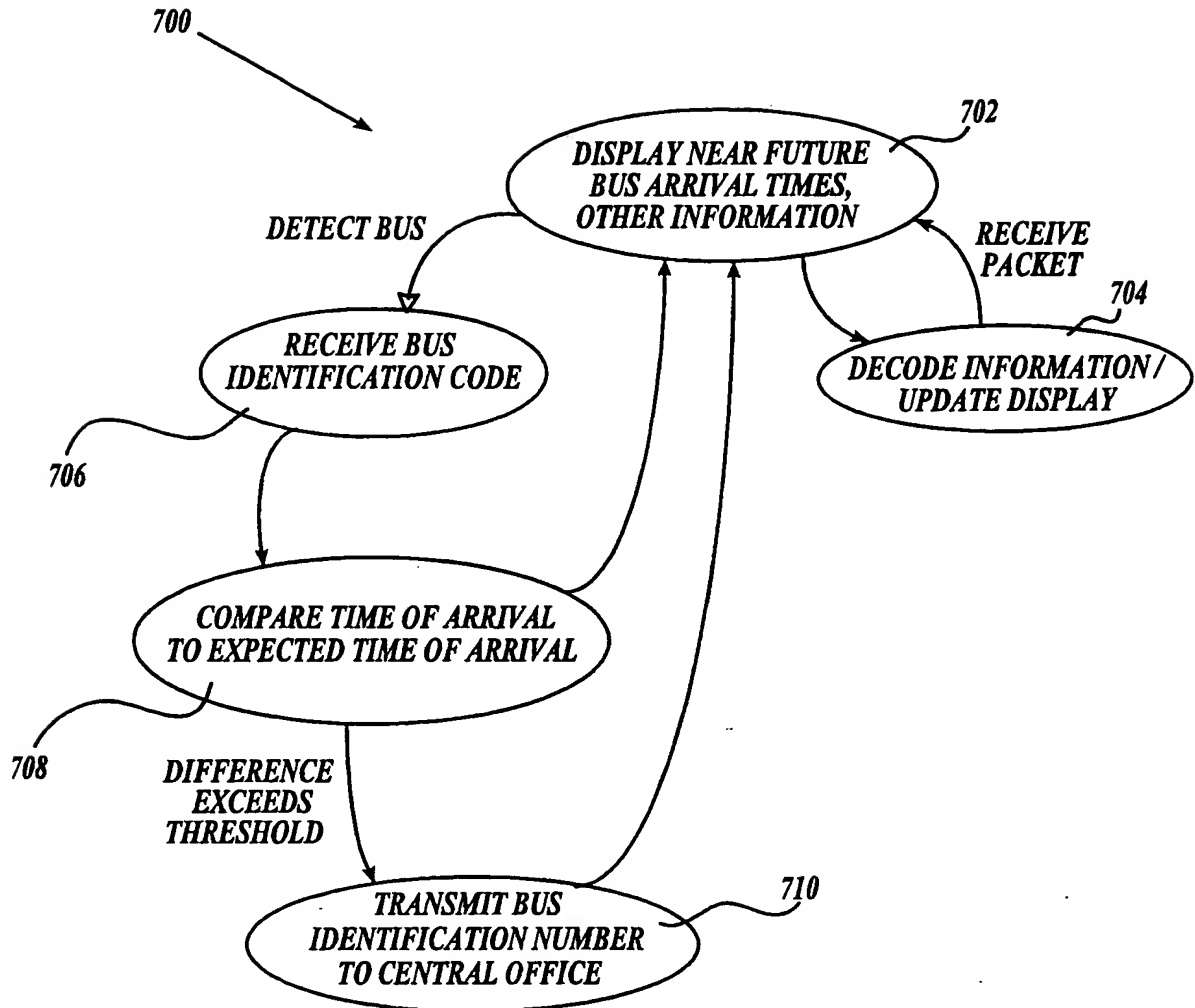 700
702
DISPLAY NEAR FUTURE
BUS ARRIVAL TIMES,
OTHER INFORMATION
DETECT BUS
RECEIVE
PACKET
704
RECEIVE BUS
IDENTIFICATION CODE
DECODE INFORMATION /
UPDATE DISPLAY
706
COMPARE TIME OF ARRIVAL
TO EXPECTED TIME OF ARRIVAL
708
DIFFERENCE
EXCEEDS
THRESHOLD
710
TRANSMIT BUS
IDENTIFICATION NUMBER
TO CENTRAL OFFICE